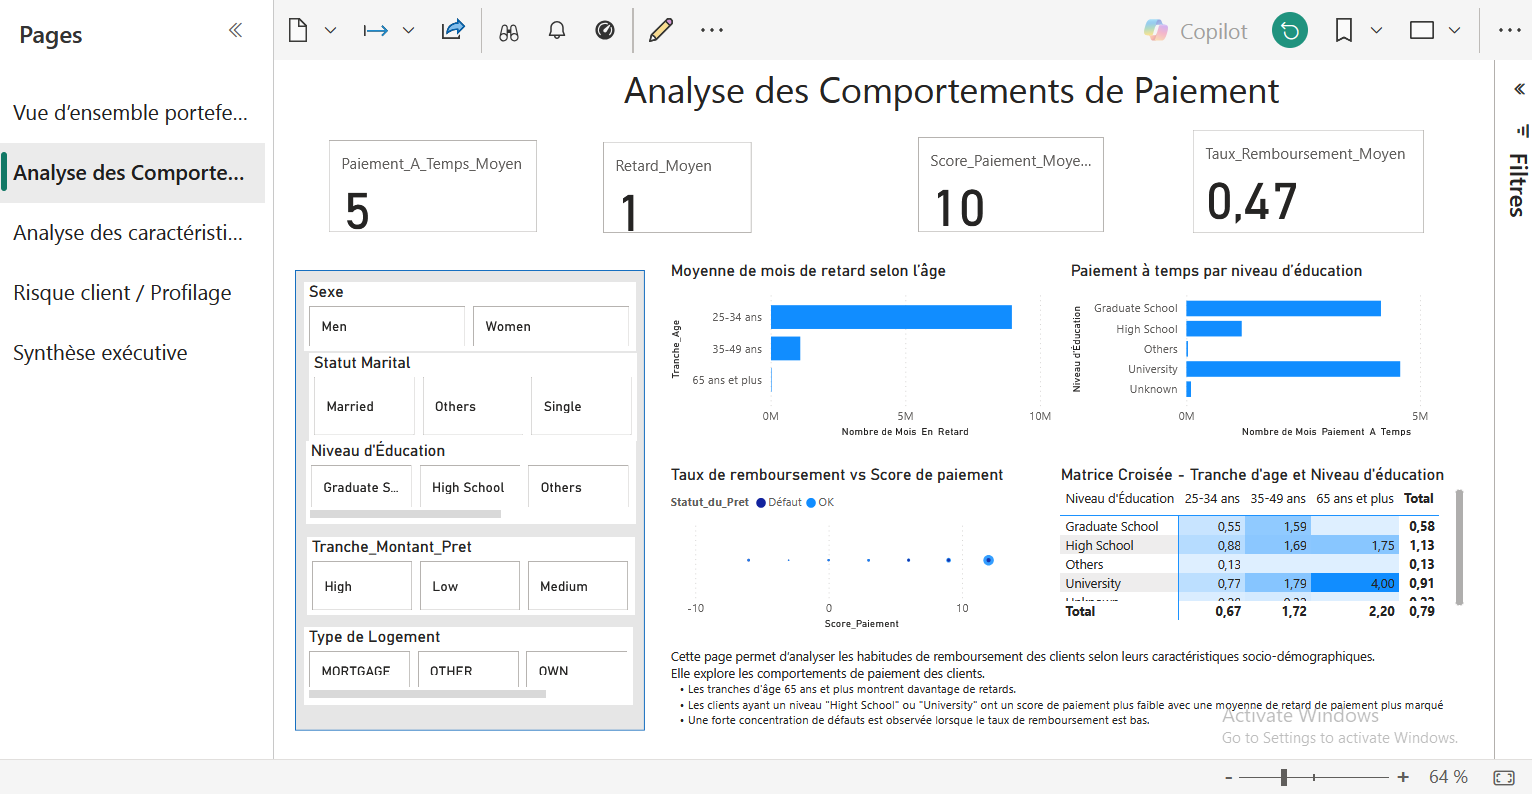 Pages
Vue d’ensemble portefe...
Analyse des Comporte...
Analyse des caractéristi...
Risque client / Profilage
Synthèse exécutive
Copilot
Filtres
Analyse des Comportements de Paiement
Paiement_A_Temps_Moyen
5
Retard_Moyen
1
Score_Paiement_Moye...
10
Taux_Remboursement_Moyen
0,47
Sexe
Men Women
Statut Marital
Married Others Single
Niveau d'Éducation
Graduate S... High School Others
Tranche_Montant_Pret
High Low Medium
Type de Logement
MORTGAGE OTHER OWN
Moyenne de mois de retard selon l'âge
Tranche_Age
25-34 ans
35-49 ans
65 ans et plus
0M 5M 10M
Nombre de Mois_En_Retard
Paiement à temps par niveau d'éducation
Niveau d'Éducation
Graduate School
High School
Others
University
Unknown
0M 5M
Nombre de Mois_Paiement_A_Temps
Taux de remboursement vs Score de paiement
Statut_du_Pret Défaut OK
-10 0 10
Score_Paiement
Matrice Croisée - Tranche d'age et Niveau d'éducation
Niveau d'Éducation 25-34 ans 35-49 ans 65 ans et plus Total
Graduate School 0,55 1,59 0,58
High School 0,88 1,69 1,75 1,13
Others 0,13 0,13
University 0,77 1,79 4,00 0,91
Total 0,67 1,72 2,20 0,79
Cette page permet d’analyser les habitudes de remboursement des clients selon leurs caractéristiques socio-démographiques.
Elle explore les comportements de paiement des clients.
• Les tranches d'âge 65 ans et plus montrent davantage de retards.
• Les clients ayant un niveau "Hight School" ou "University" ont un score de paiement plus faible avec une moyenne de retard de paiement plus marqué
• Une forte concentration de défauts est observée lorsque le taux de remboursement est bas.
Activate Windows
Go to Settings to activate Windows.
- + 64 %